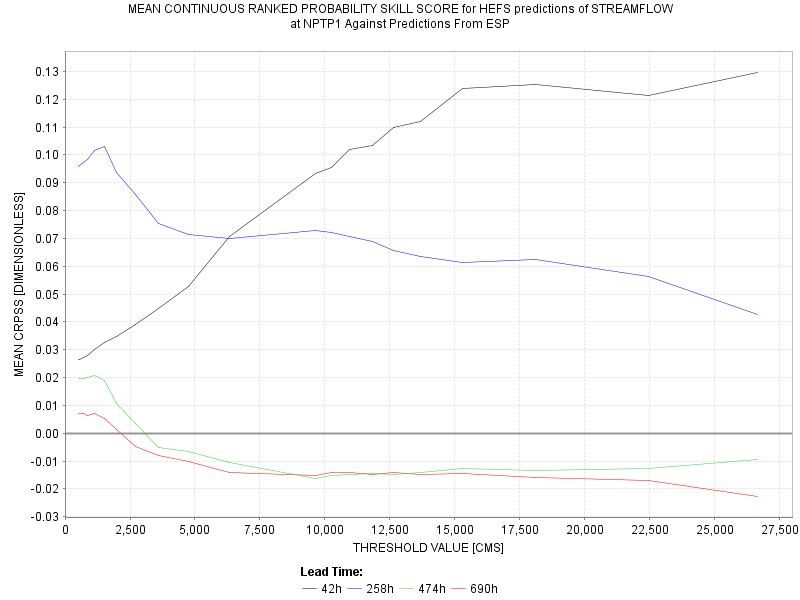 MEAN CONTINUOUS RANKED PROBABILITY SKILL SCORE for HEFS predictions of STREAMFLOW
at NPTP1 Against Predictions From ESP
MEAN CRPSS [DIMENSIONLESS]
0.13
0.12
0.11
0.10
0.09
0.08
0.07
0.06
0.05
0.04
0.03
0.02
0.01
0.00
-0.01
-0.02
-0.03
0 2,500 5,000 7,500 10,000 12,500 15,000 17,500 20,000 22,500 25,000 27,500
THRESHOLD VALUE [CMS]
Lead Time:
42h 258h 474h 690h